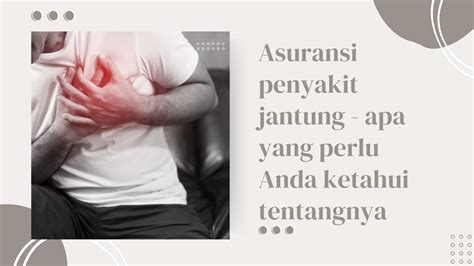 Asuransi
penyakit
jantung - apa
yang perlu
Anda ketahui
tentangnya